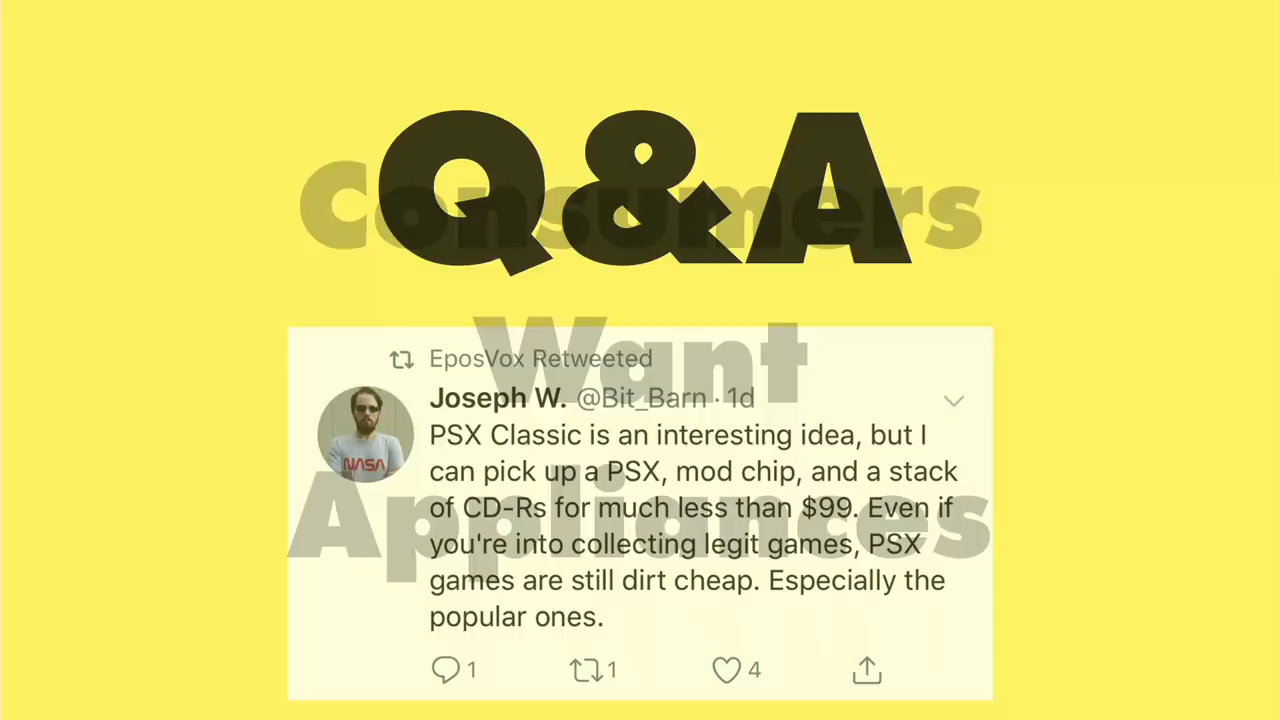 Q&A
Consumers
Want
Appliances
EposVox Retweeted
Joseph W. @Bit_Barn · 1d
PSX Classic is an interesting idea, but I
can pick up a PSX, mod chip, and a stack
of CD-Rs for much less than $99. Even if
you're into collecting legit games, PSX
games are still dirt cheap. Especially the
popular ones.
NASA
1 1 4